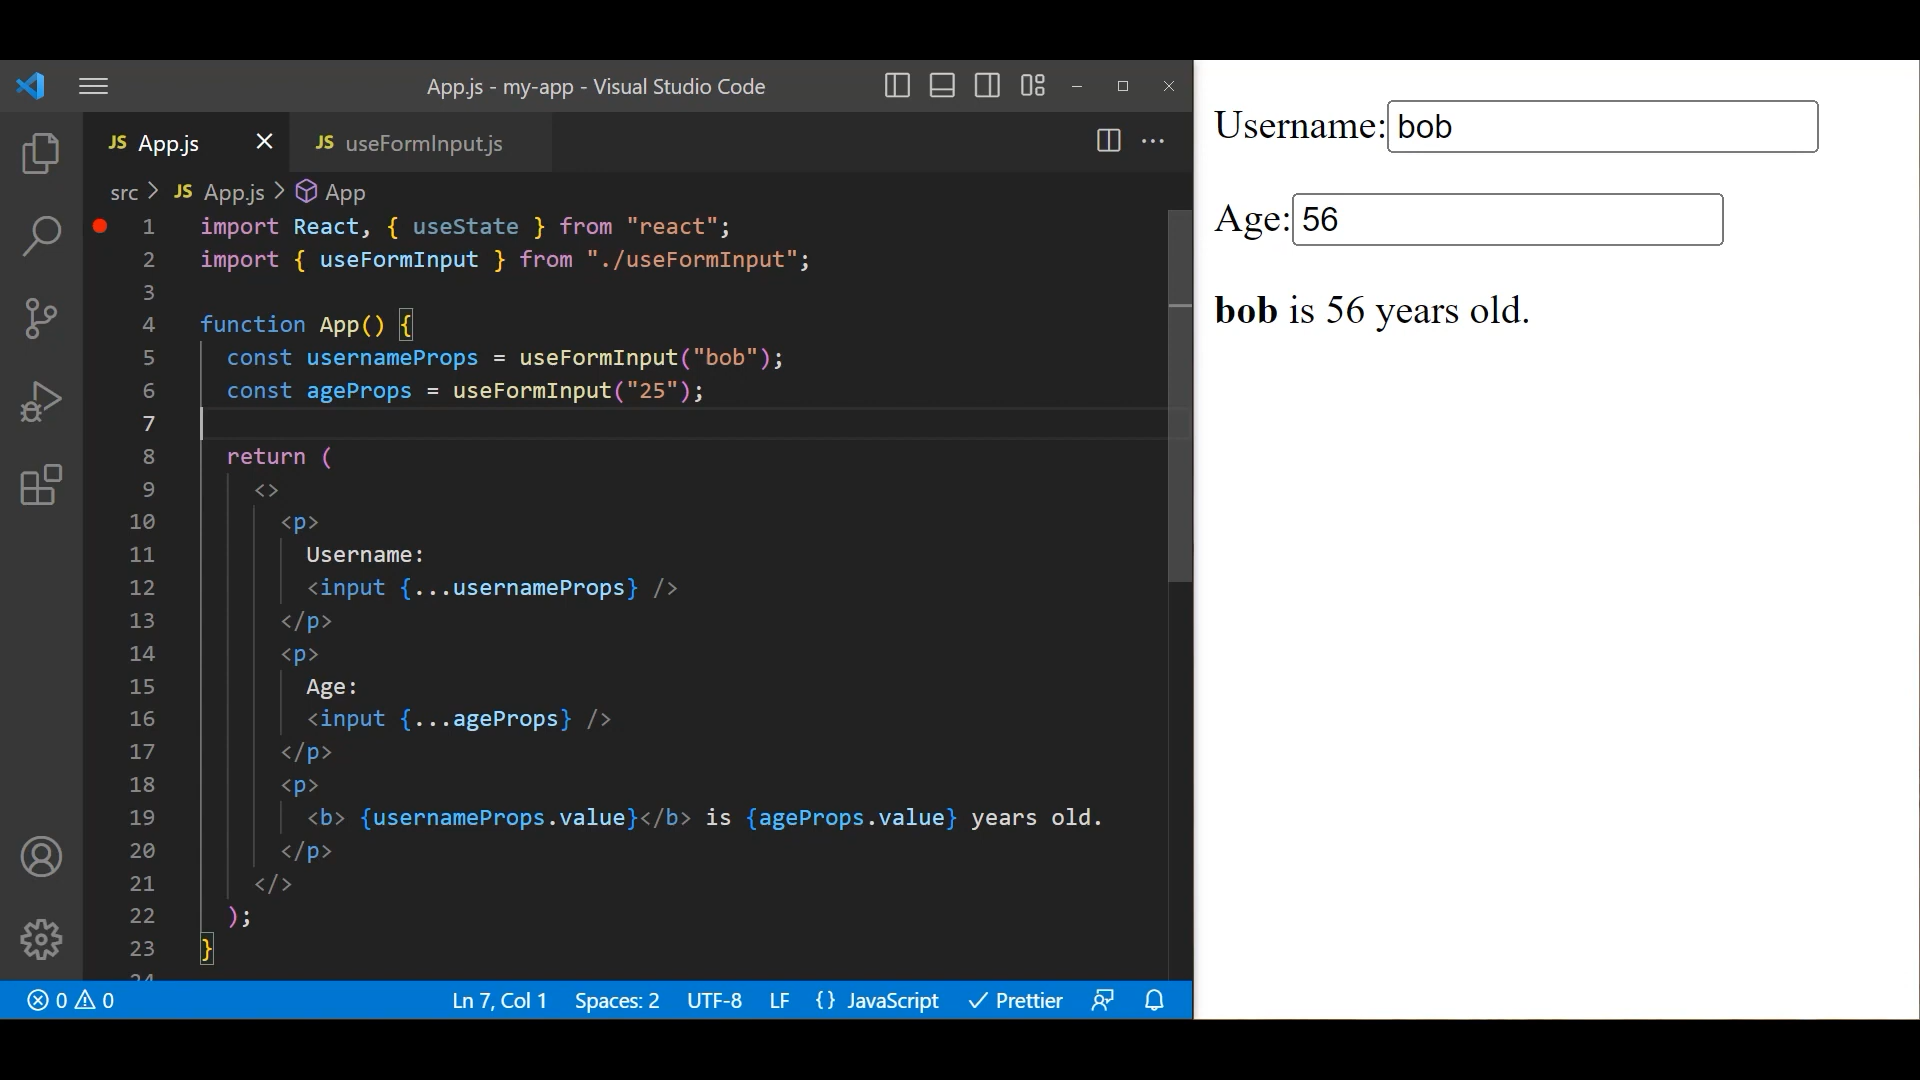 App.js - my-app - Visual Studio Code
JS App.js
JS useFormInput.js
src > JS App.js > App
1 import React, { useState } from "react";
2 import { useFormInput } from "./useFormInput";
3
4 function App() {
5 const usernameProps = useFormInput("bob");
6 const ageProps = useFormInput("25");
7
8 return (
9 <>
10 <p>
11 Username:
12 <input {...usernameProps} />
13 </p>
14 <p>
15 Age:
16 <input {...ageProps} />
17 </p>
18 <p>
19 <b> {usernameProps.value}</b> is {ageProps.value} years old.
20 </p>
21 </>
22 );
23 }
24
0 0
Ln 7, Col 1 Spaces: 2 UTF-8 LF {} JavaScript Prettier
Username: bob
Age: 56
bob is 56 years old.